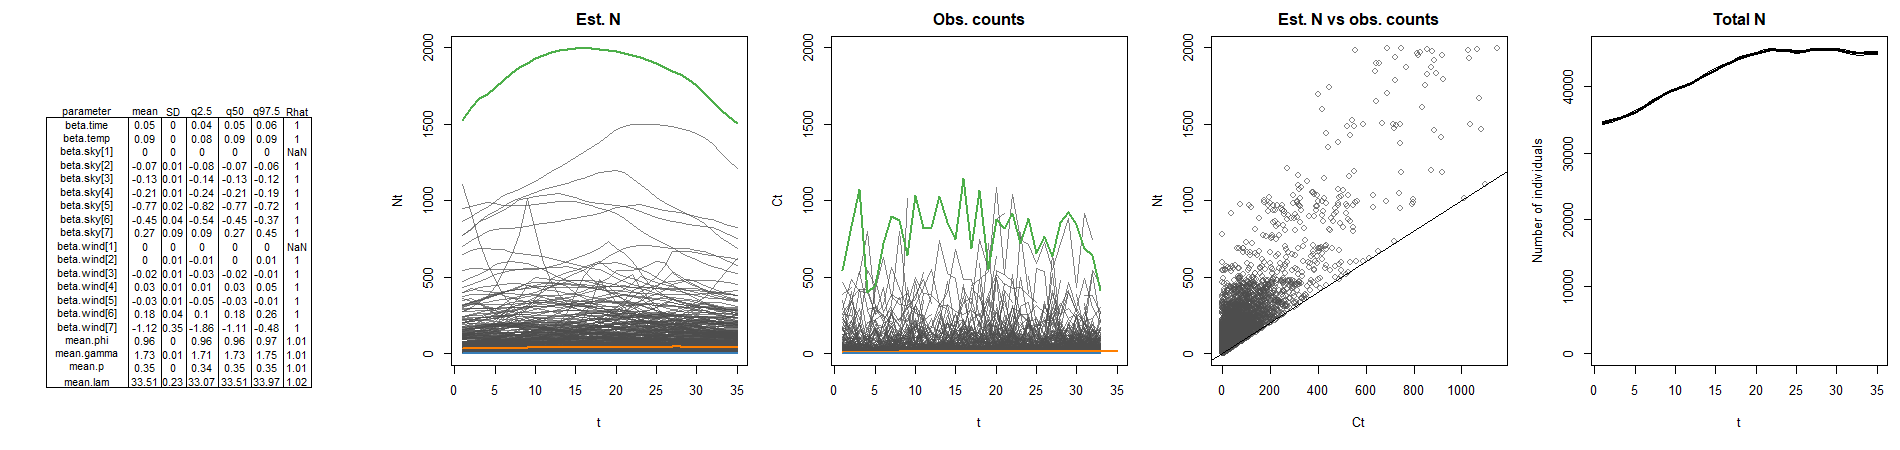 parameter mean SD q2.5 q50 q97.5 Rhat
beta.time 0.05 0 0.04 0.05 0.06 1
beta.temp 0.09 0 0.08 0.09 0.09 1
beta.sky[1] 0 0 0 0 0 NaN
beta.sky[2] -0.07 0.01 -0.08 -0.07 -0.06 1
beta.sky[3] -0.13 0.01 -0.14 -0.13 -0.12 1
beta.sky[4] -0.21 0.01 -0.24 -0.21 -0.19 1
beta.sky[5] -0.77 0.02 -0.82 -0.77 -0.72 1
beta.sky[6] -0.45 0.04 -0.54 -0.45 -0.37 1
beta.sky[7] 0.27 0.09 0.09 0.27 0.45 1
beta.wind[1] 0 0 0 0 0 NaN
beta.wind[2] 0 0.01 -0.01 0 0.01 1
beta.wind[3] -0.02 0.01 -0.03 -0.02 -0.01 1
beta.wind[4] 0.03 0.01 0.01 0.03 0.05 1
beta.wind[5] -0.03 0.01 -0.05 -0.03 -0.01 1
beta.wind[6] 0.18 0.04 0.1 0.18 0.26 1
beta.wind[7] -1.12 0.35 -1.86 -1.11 -0.48 1
mean.phi 0.96 0 0.96 0.96 0.97 1.01
mean.gamma 1.73 0.01 1.71 1.73 1.75 1.01
mean.p 0.35 0 0.34 0.35 0.35 1.01
mean.lam 33.51 0.23 33.07 33.51 33.97 1.02
Est. N
Nt
2000
1500
1000
500
0
0 5 10 15 20 25 30 35
t
Obs. counts
Ct
2000
1500
1000
500
0
0 5 10 15 20 25 30 35
t
Est. N vs obs. counts
Nt
2000
1500
1000
500
0
0 200 400 600 800 1000
Ct
Total N
Number of individuals
40000
30000
20000
10000
0
0 5 10 15 20 25 30 35
t